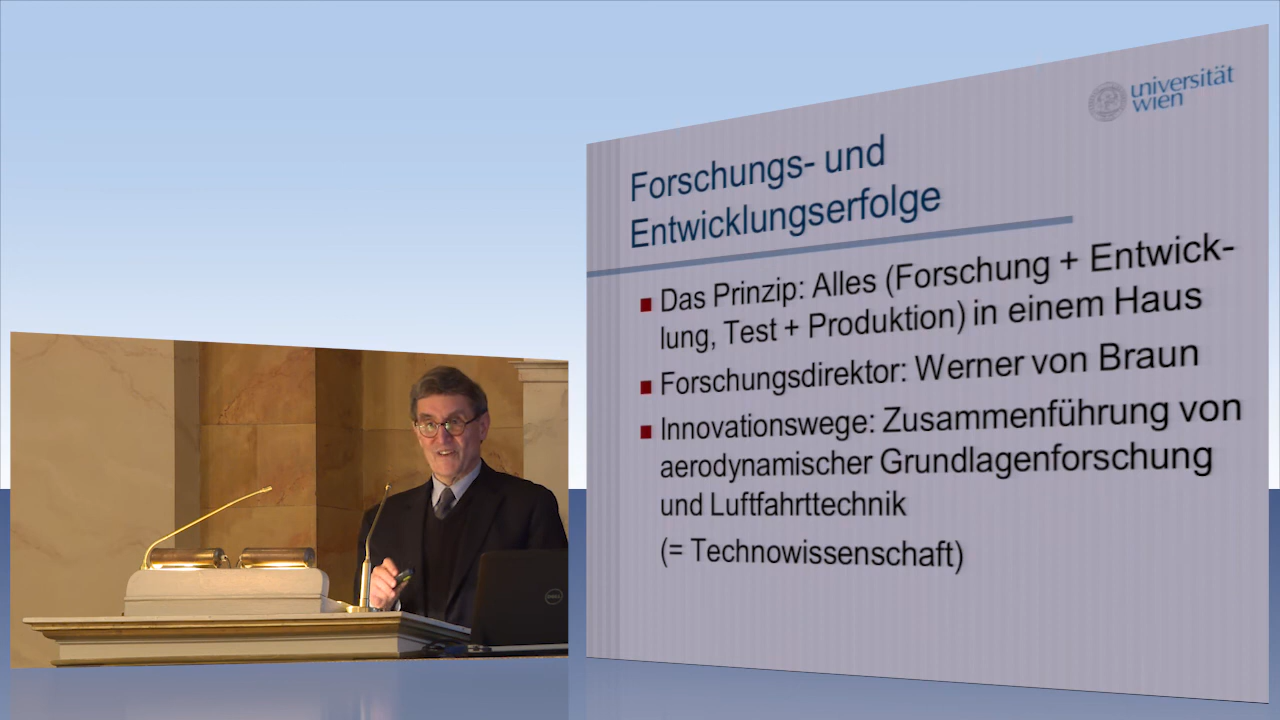 universität
wien
Forschungs- und
Entwicklungserfolge
Das Prinzip: Alles (Forschung + Entwick-
lung, Test + Produktion) in einem Haus
Forschungsdirektor: Werner von Braun
Innovationswege: Zusammenführung von
aerodynamischer Grundlagenforschung
und Luftfahrttechnik
(= Technowissenschaft)
DELL